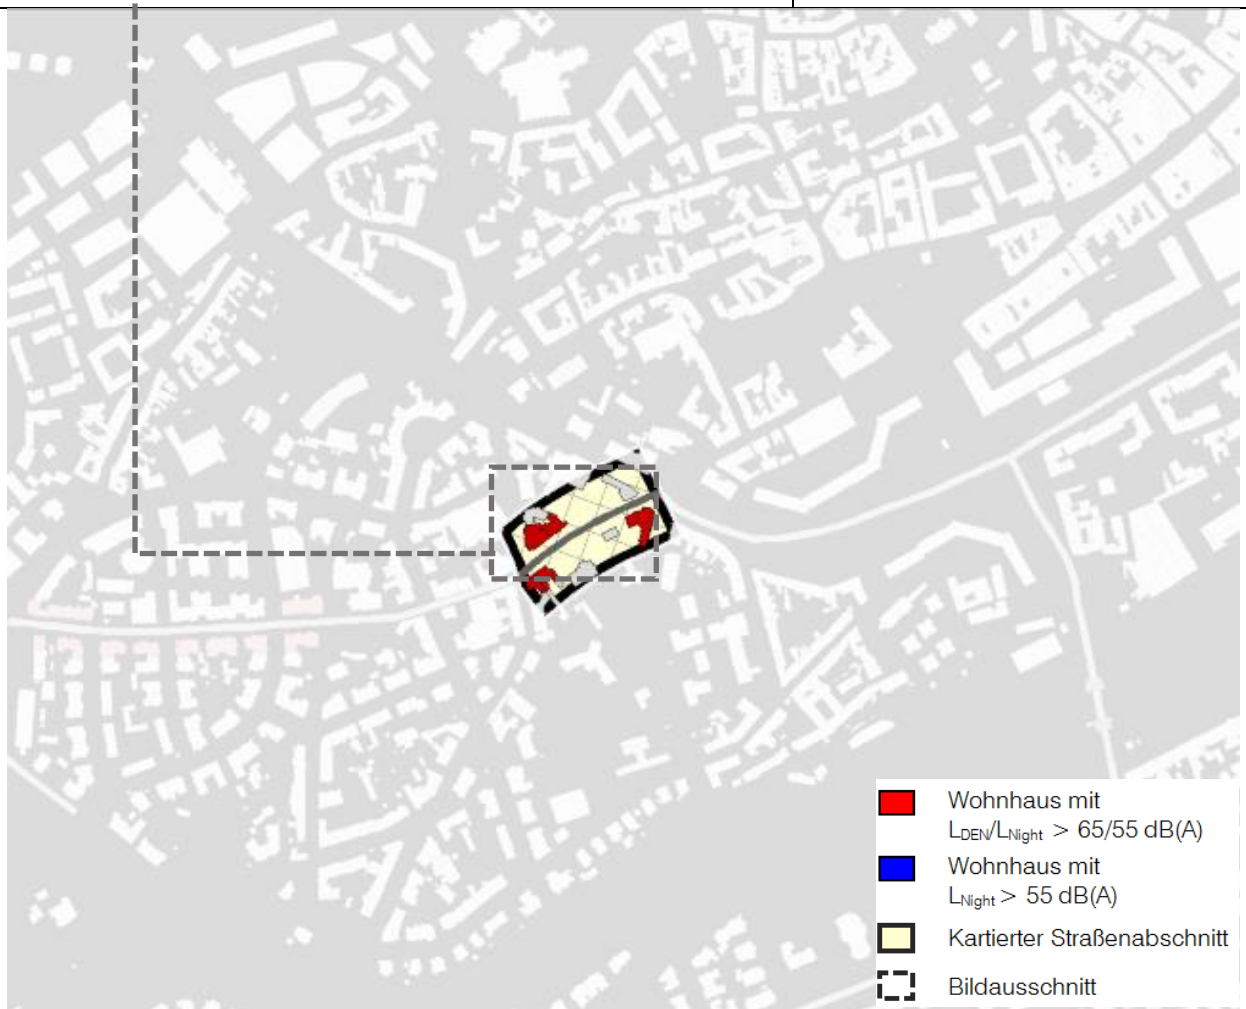 Wohnhaus mit
LDEN/LNight > 65/55 dB(A)
Wohnhaus mit
LNight > 55 dB(A)
Kartierter Straßenabschnitt
Bildausschnitt